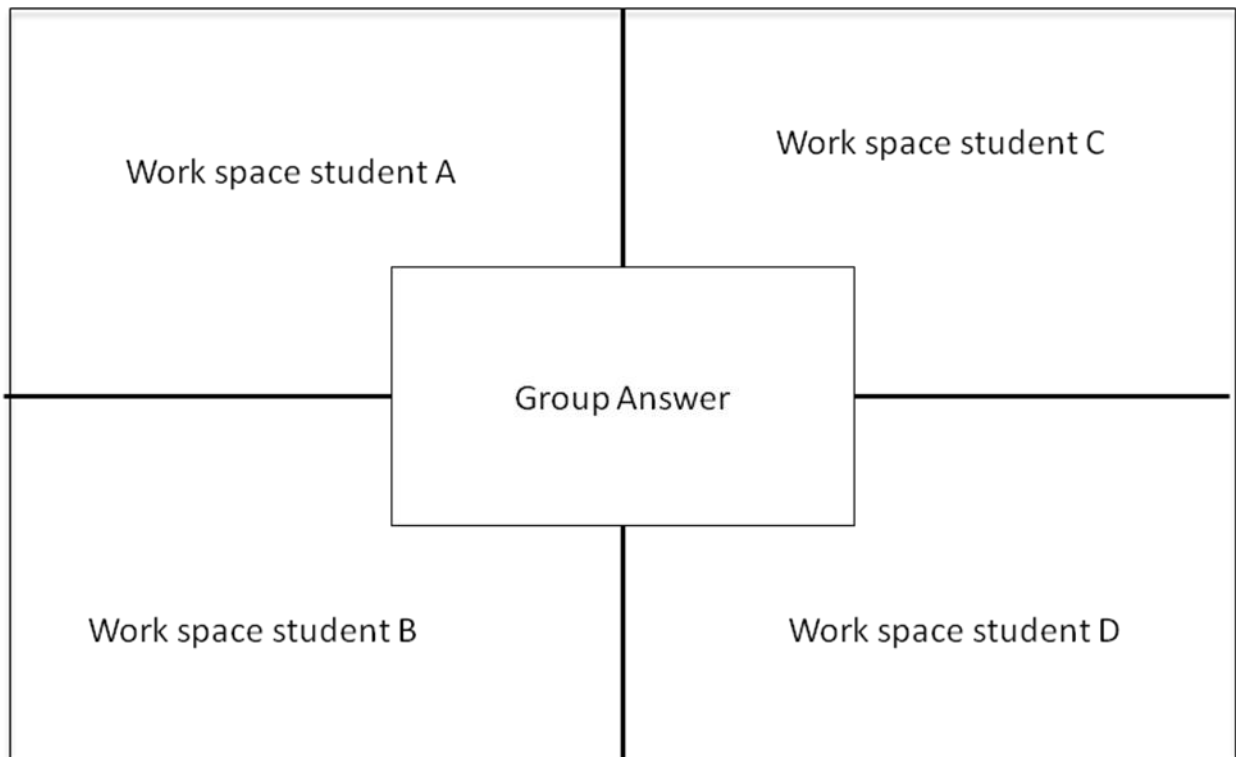 Work space student A
Work space student C
Group Answer
Work space student B
Work space student D